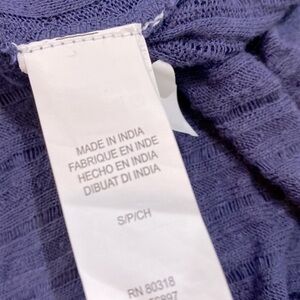 MADE IN INDIA
FABRIQUE EN INDE
HECHO EN INDIA
DIBUAT DI INDIA
S/P/CH
RN 80318